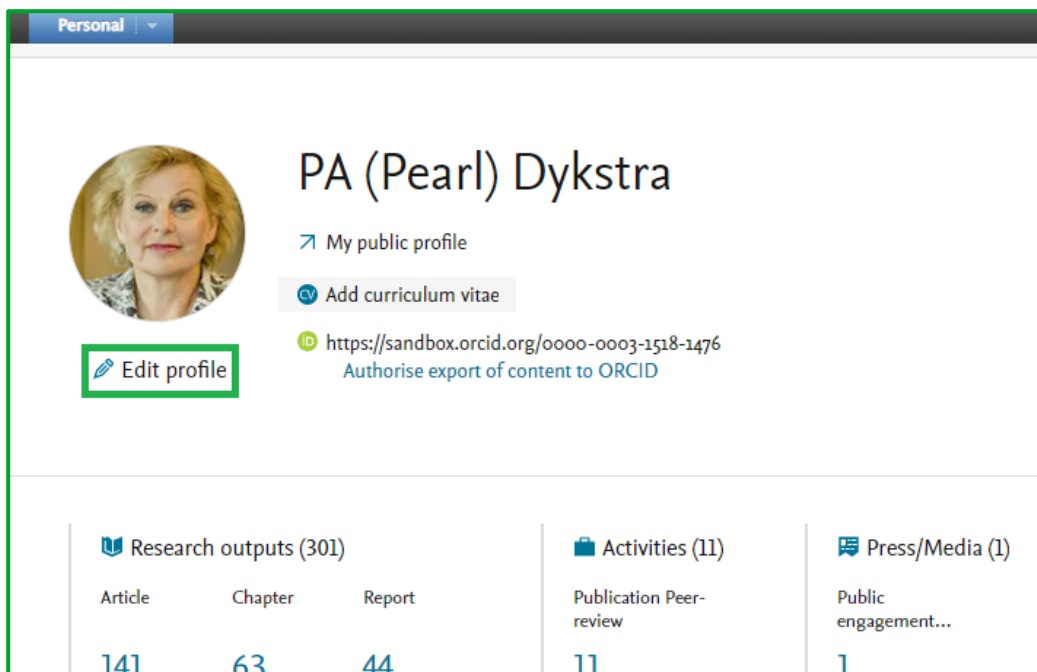 Personal
PA (Pearl) Dykstra
My public profile
CV Add curriculum vitae
iD https://sandbox.orcid.org/0000-0003-1518-1476
Authorise export of content to ORCID
Edit profile
Research outputs (301)
Article Chapter Report
141 63 44
Activities (11)
Publication Peer-
review
11
Press/Media (1)
Public
engagement...
1